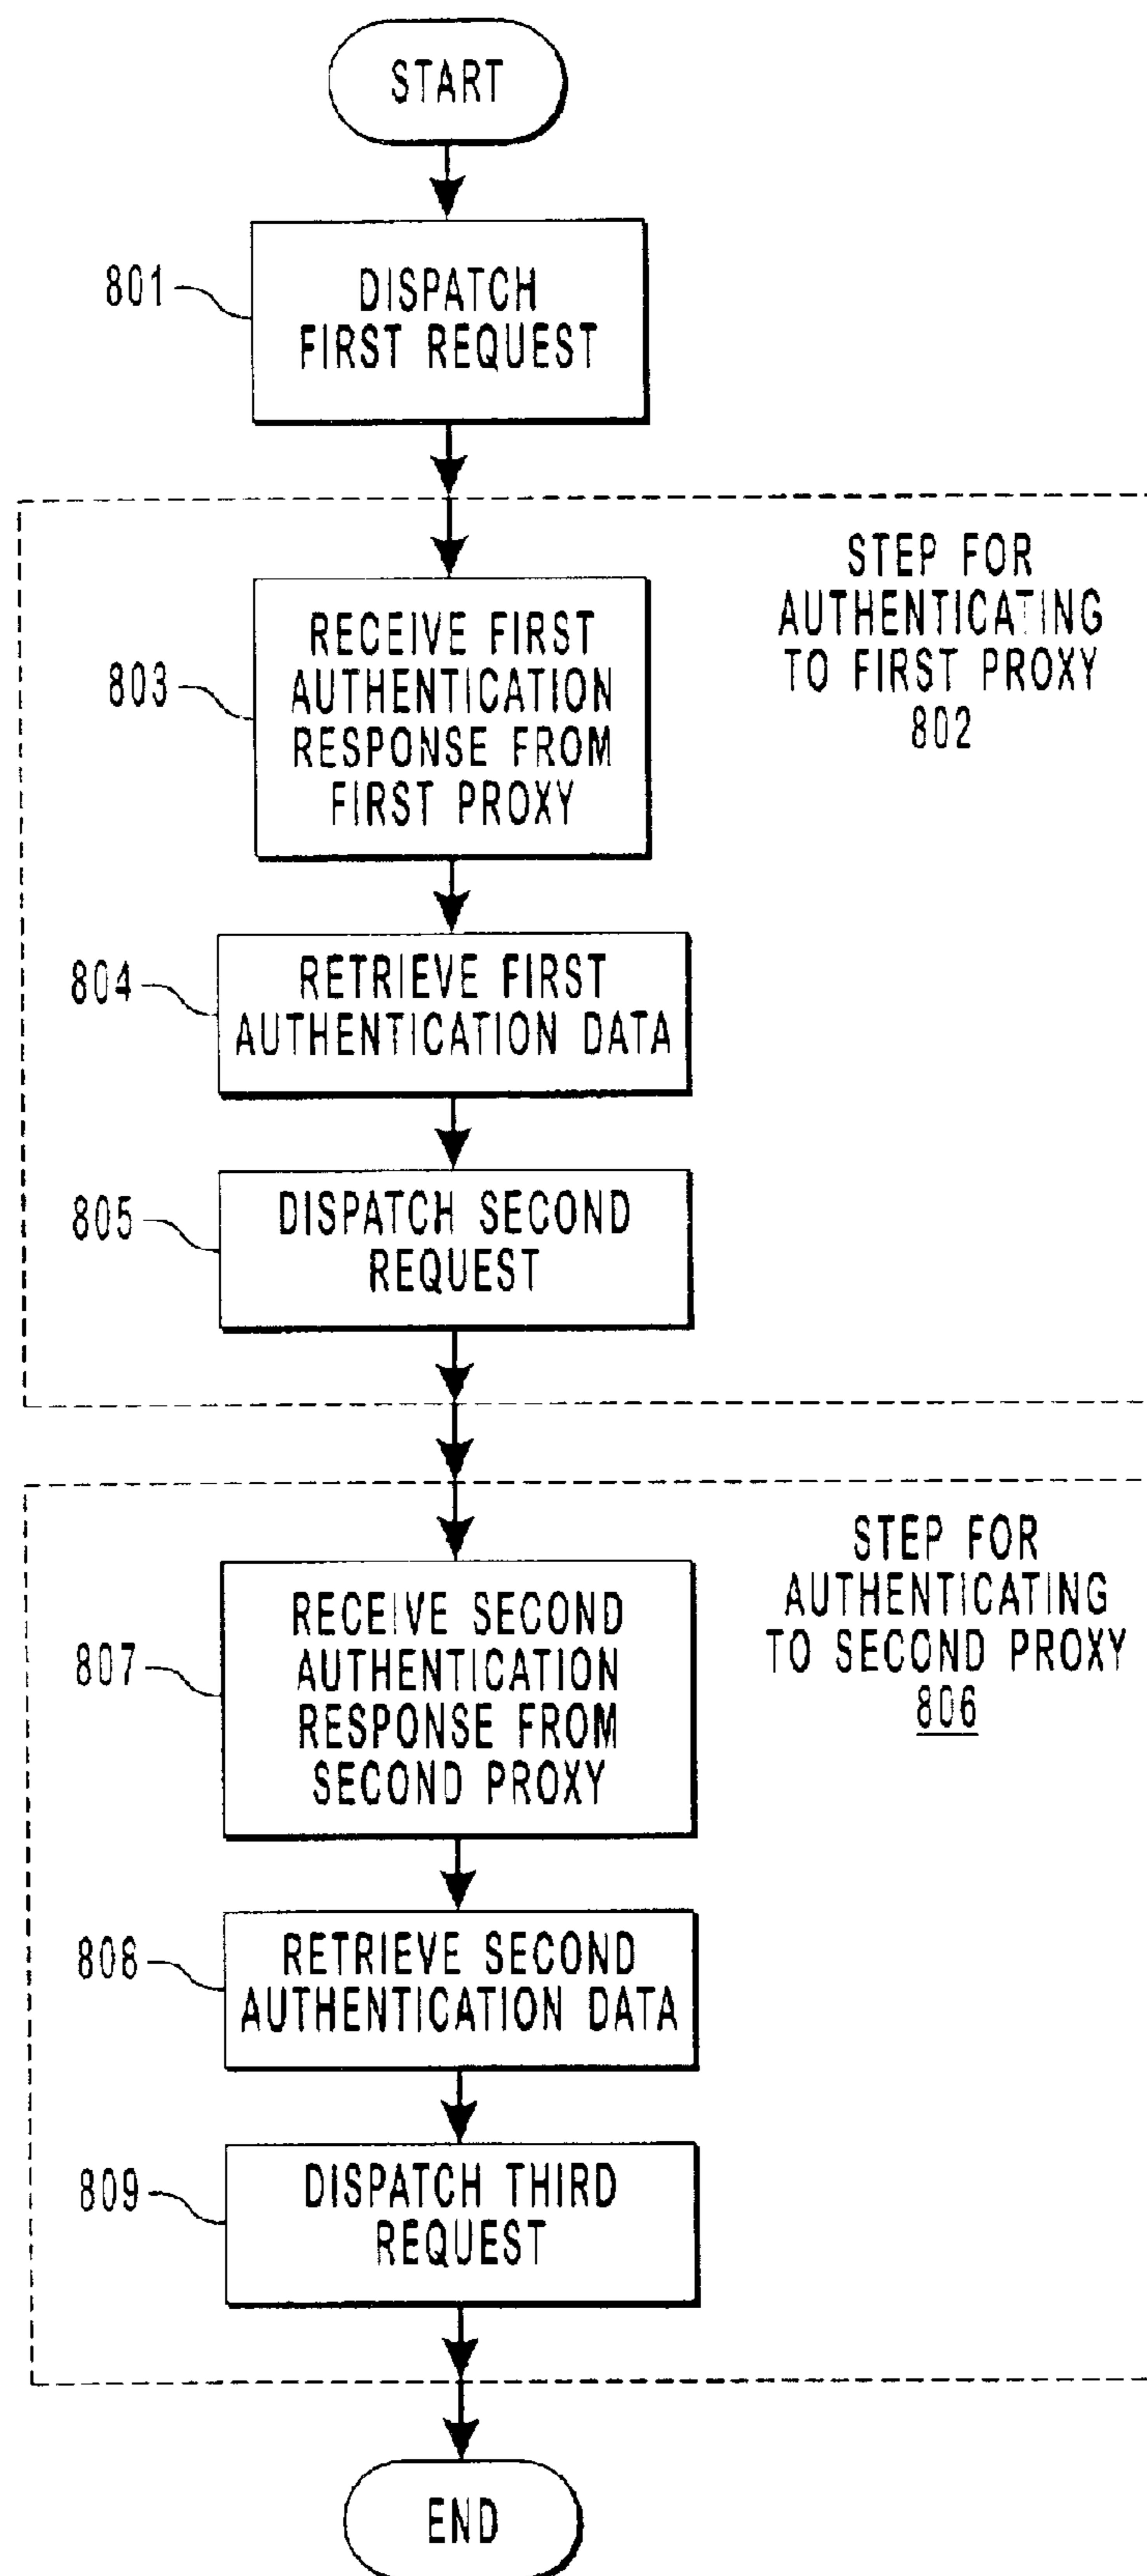 START
801
DISPATCH
FIRST REQUEST
STEP FOR
AUTHENTICATING
TO FIRST PROXY
802
803
RECEIVE FIRST
AUTHENTICATION
RESPONSE FROM
FIRST PROXY
804
RETRIEVE FIRST
AUTHENTICATION DATA
805
DISPATCH SECOND
REQUEST
STEP FOR
AUTHENTICATING
TO SECOND PROXY
806
807
RECEIVE SECOND
AUTHENTICATION
RESPONSE FROM
SECOND PROXY
808
RETRIEVE SECOND
AUTHENTICATION DATA
809
DISPATCH THIRD
REQUEST
END